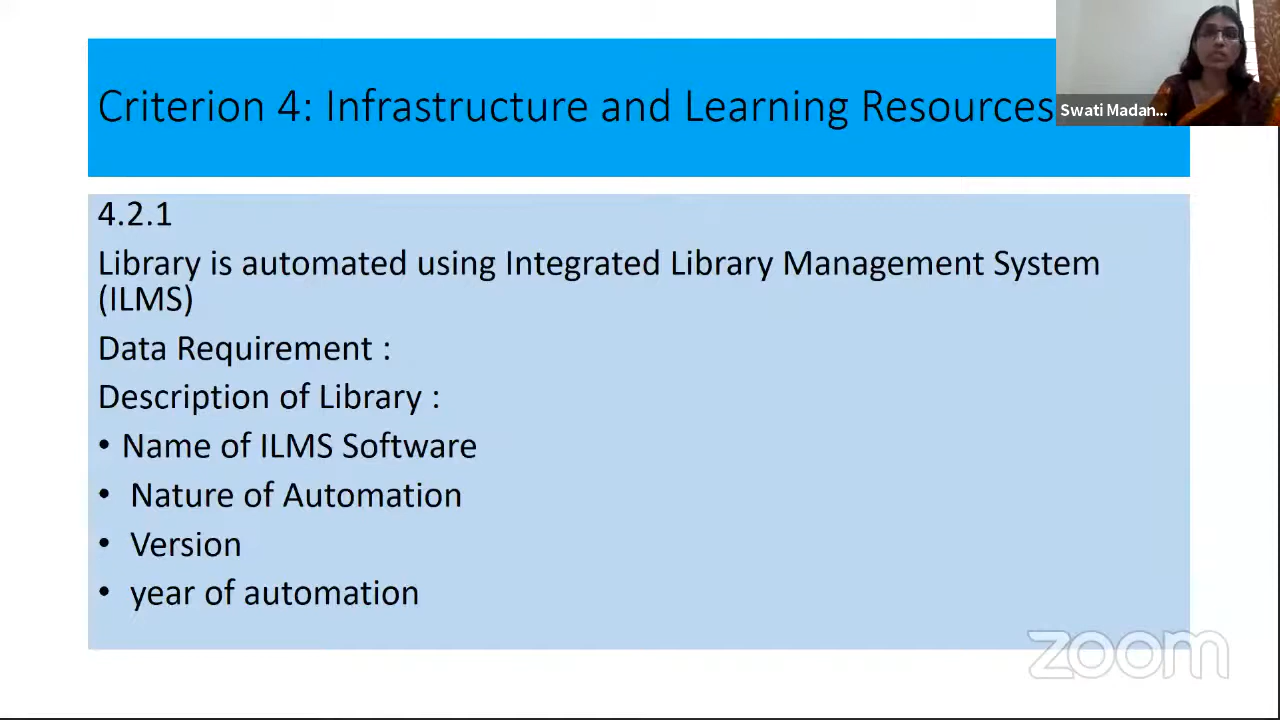 Criterion 4: Infrastructure and Learning Resources
Swati Madan...
4.2.1
Library is automated using Integrated Library Management System
(ILMS)
Data Requirement :
Description of Library :
• Name of ILMS Software
• Nature of Automation
• Version
• year of automation
zoom